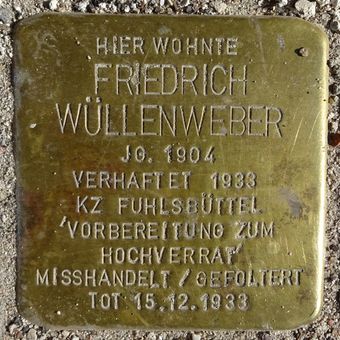 HIER WOHNTE
FRIEDRICH
WÜLLENWEBER
JG. 1904
VERHAFTET 1933
KZ FUHLSBÜTTEL
'VORBEREITUNG ZUM
HOCHVERRAT'
MISSHANDELT / GEFOLTERT
TOT 15.12.1933